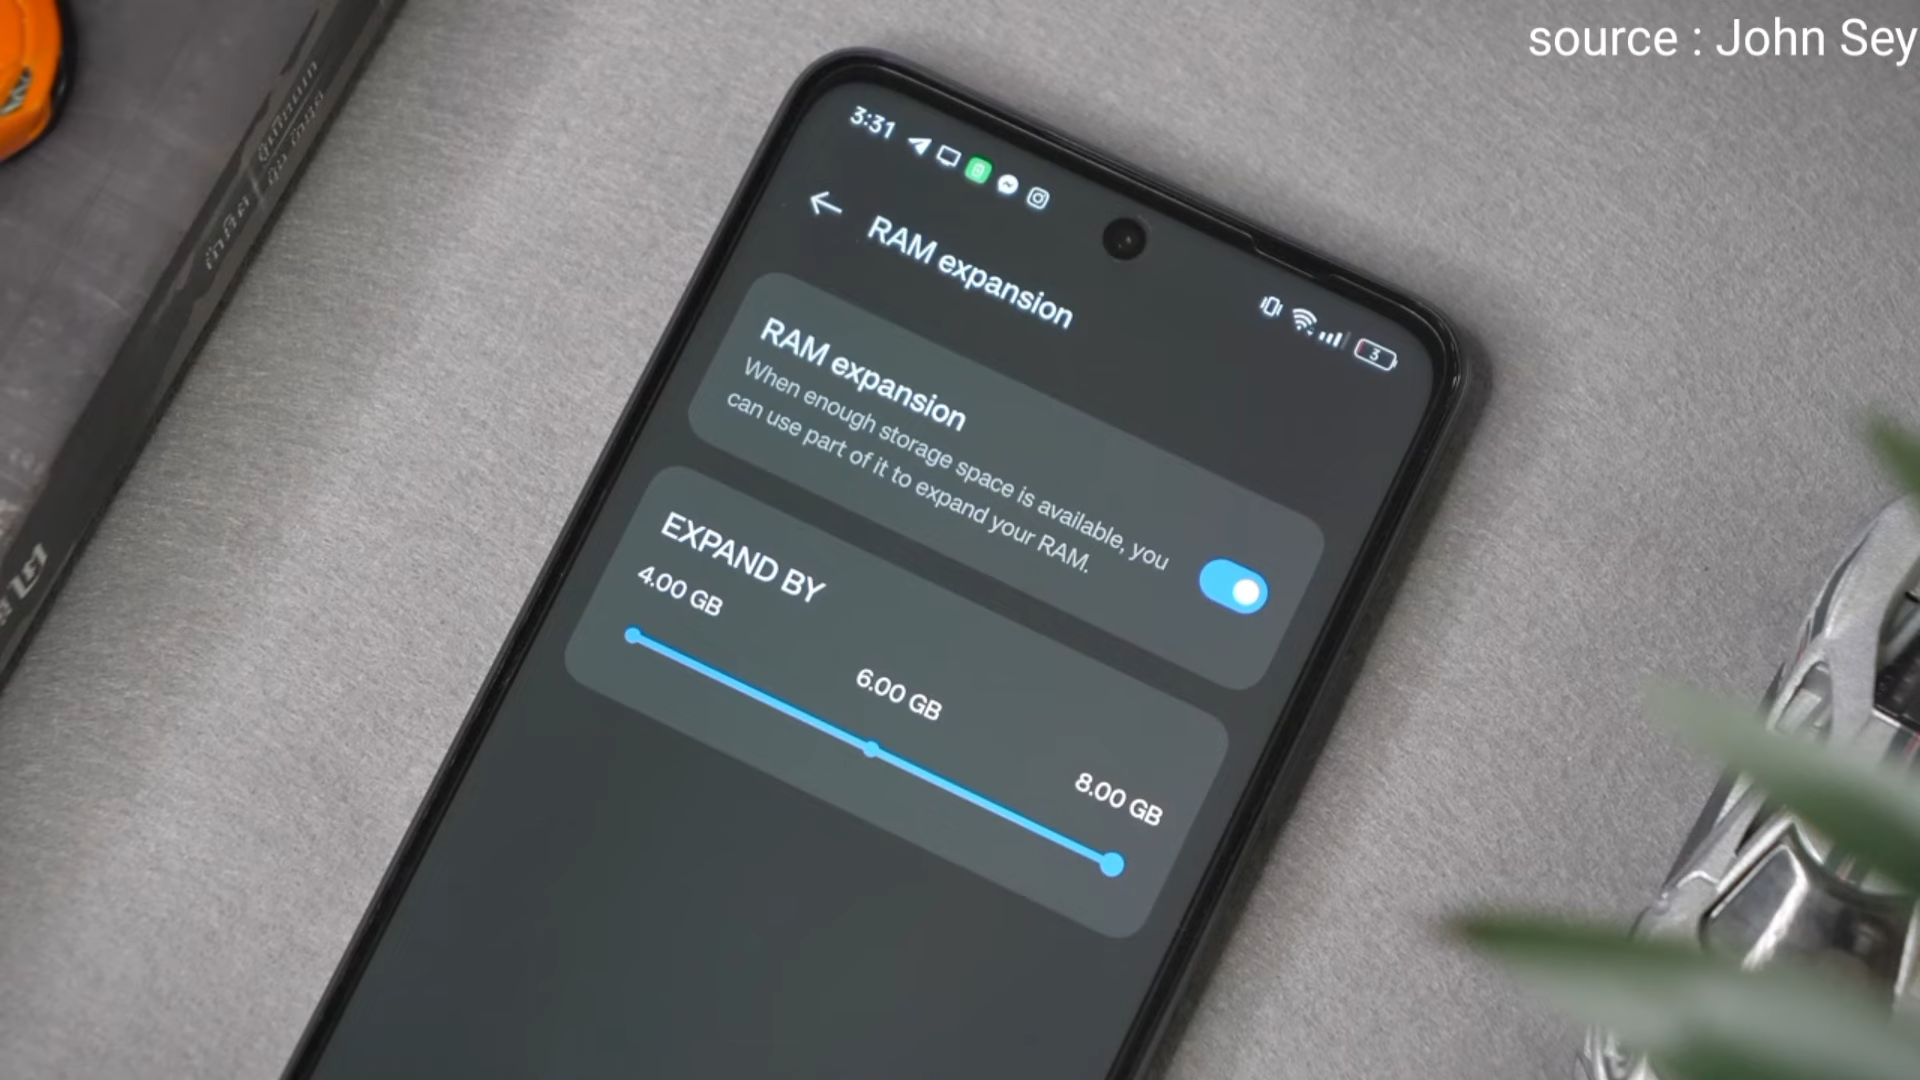 source : John Sey
3:31
3
RAM expansion
RAM expansion
When enough storage space is available, you
can use part of it to expand your RAM.
EXPAND BY
4.00 GB
6.00 GB
8.00 GB